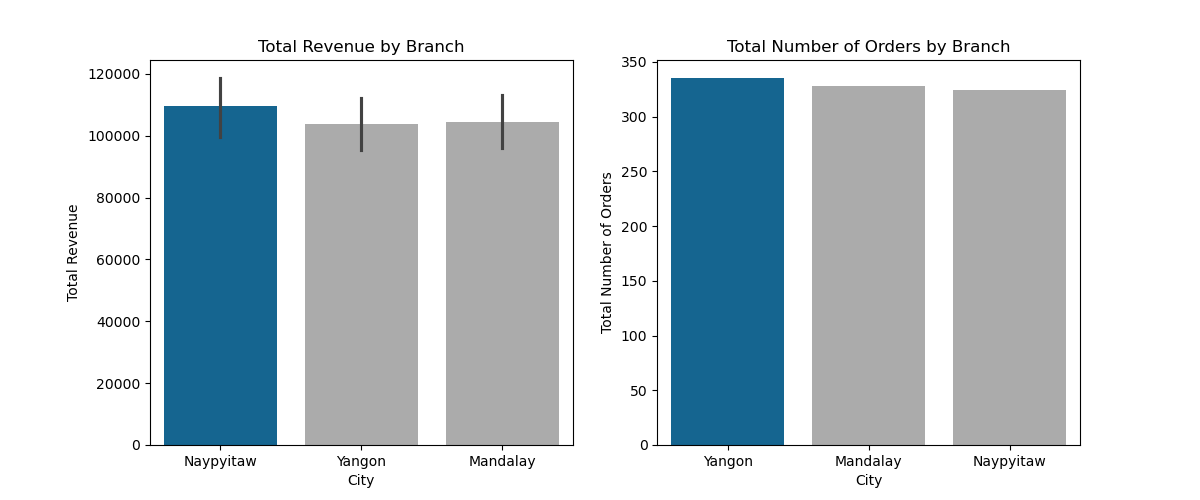 Total Revenue by Branch
120000
100000
80000
60000
40000
20000
0
Total Revenue
Naypyitaw Yangon Mandalay
City
Total Number of Orders by Branch
350
300
250
200
150
100
50
0
Total Number of Orders
Yangon Mandalay Naypyitaw
City